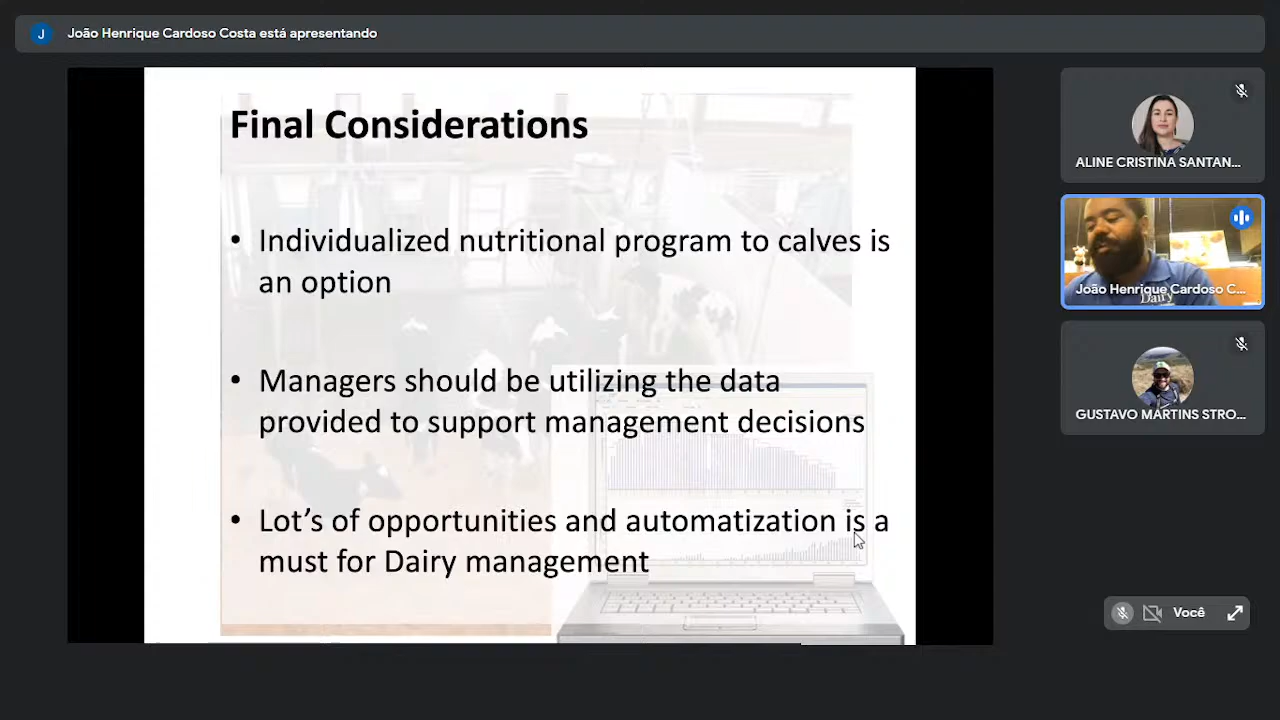 J João Henrique Cardoso Costa está apresentando
Final Considerations
• Individualized nutritional program to calves is
an option
• Managers should be utilizing the data
provided to support management decisions
• Lot's of opportunities and automatization is a
must for Dairy management
ALINE CRISTINA SANTAN...
Dairy
João Henrique Cardoso C...
GUSTAVO MARTINS STRO...
Você